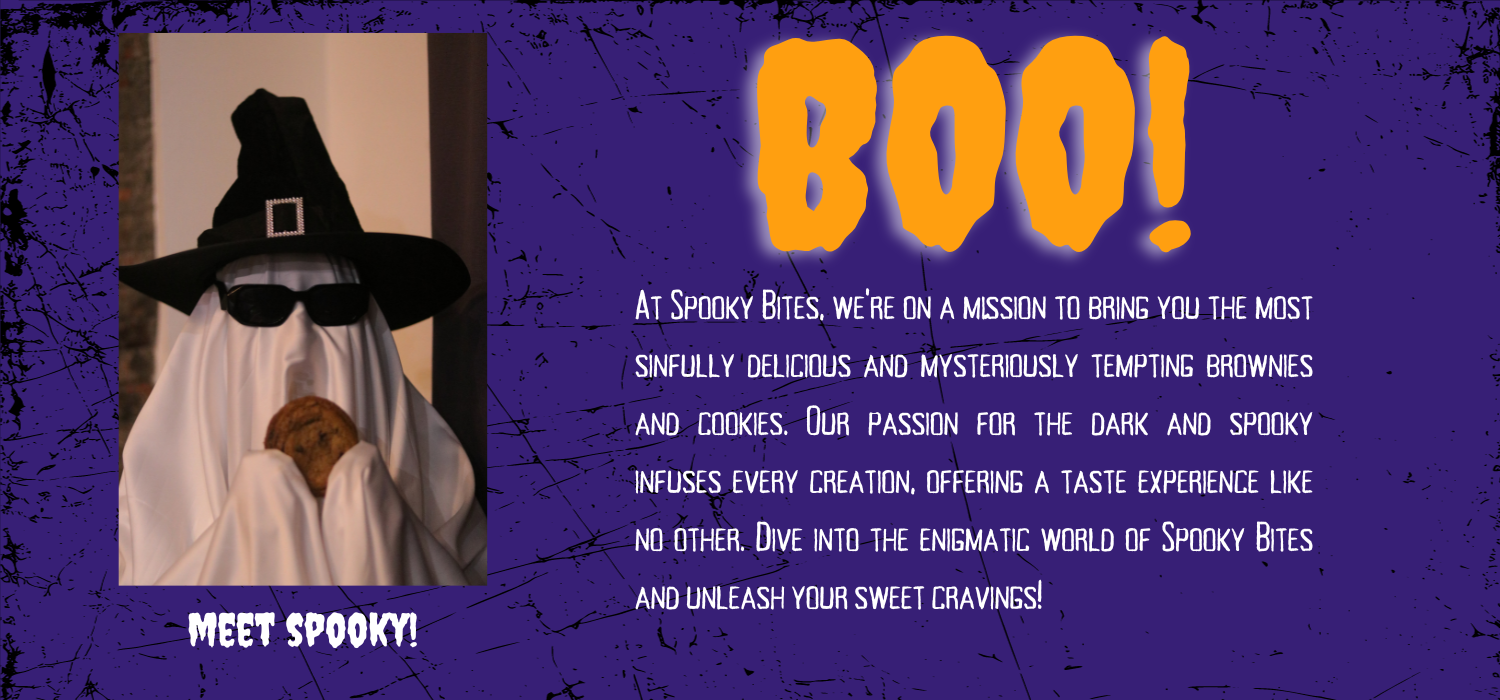 BOO!
At Spooky Bites, we're on a mission to bring you the most
sinfully delicious and mysteriously tempting brownies
and cookies. Our passion for the dark and spooky
infuses every creation, offering a taste experience like
no other. Dive into the enigmatic world of Spooky Bites
and unleash your sweet cravings!
MEET SPOOKY!